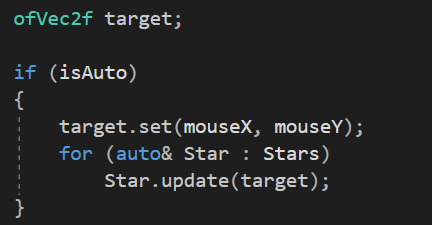 ofVec2f target;
if (isAuto)
{
target.set(mouseX, mouseY);
for (auto& Star : Stars)
Star.update(target);
}